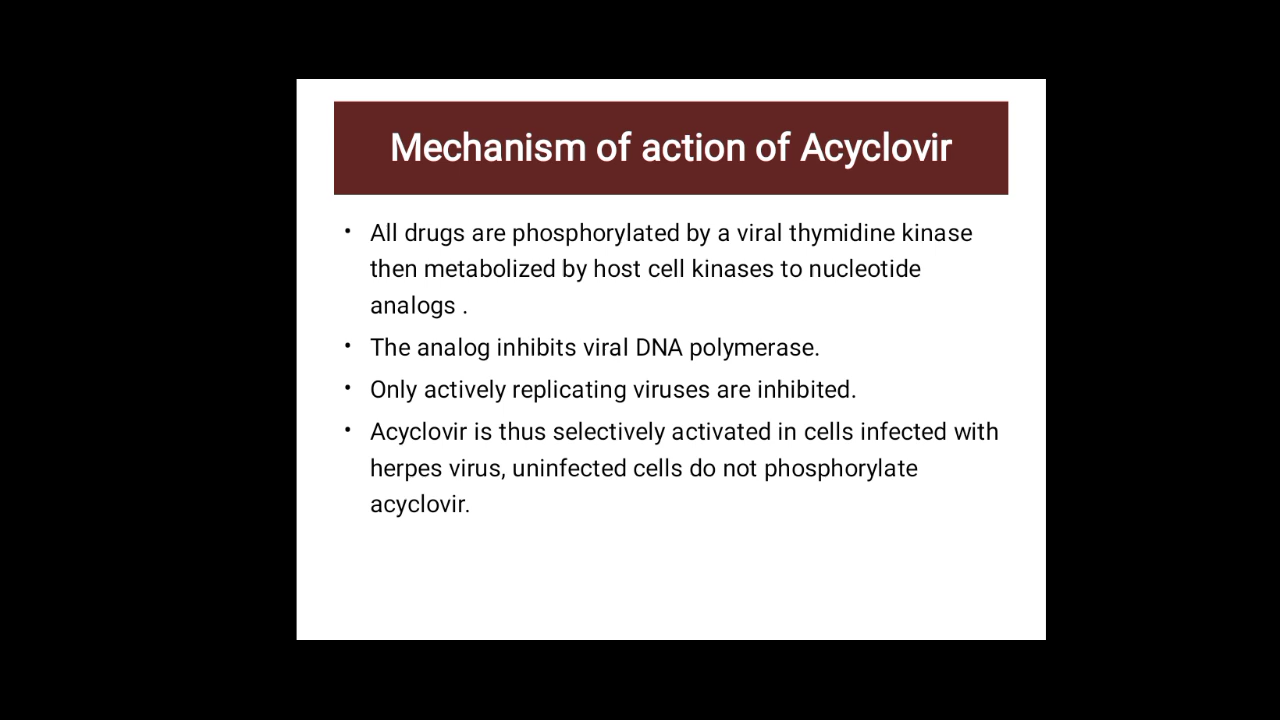 Mechanism of action of Acyclovir
• All drugs are phosphorylated by a viral thymidine kinase
then metabolized by host cell kinases to nucleotide
analogs .
• The analog inhibits viral DNA polymerase.
• Only actively replicating viruses are inhibited.
• Acyclovir is thus selectively activated in cells infected with
herpes virus, uninfected cells do not phosphorylate
acyclovir.